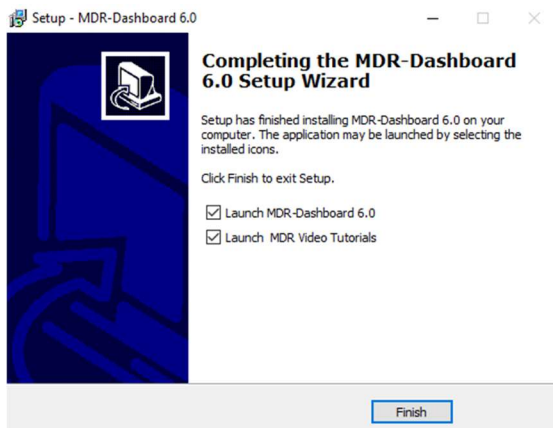 Setup - MDR-Dashboard 6.0
Completing the MDR-Dashboard
6.0 Setup Wizard
Setup has finished installing MDR-Dashboard 6.0 on your
computer. The application may be launched by selecting the
installed icons.
Click Finish to exit Setup.
Launch MDR-Dashboard 6.0
Launch MDR Video Tutorials
Finish